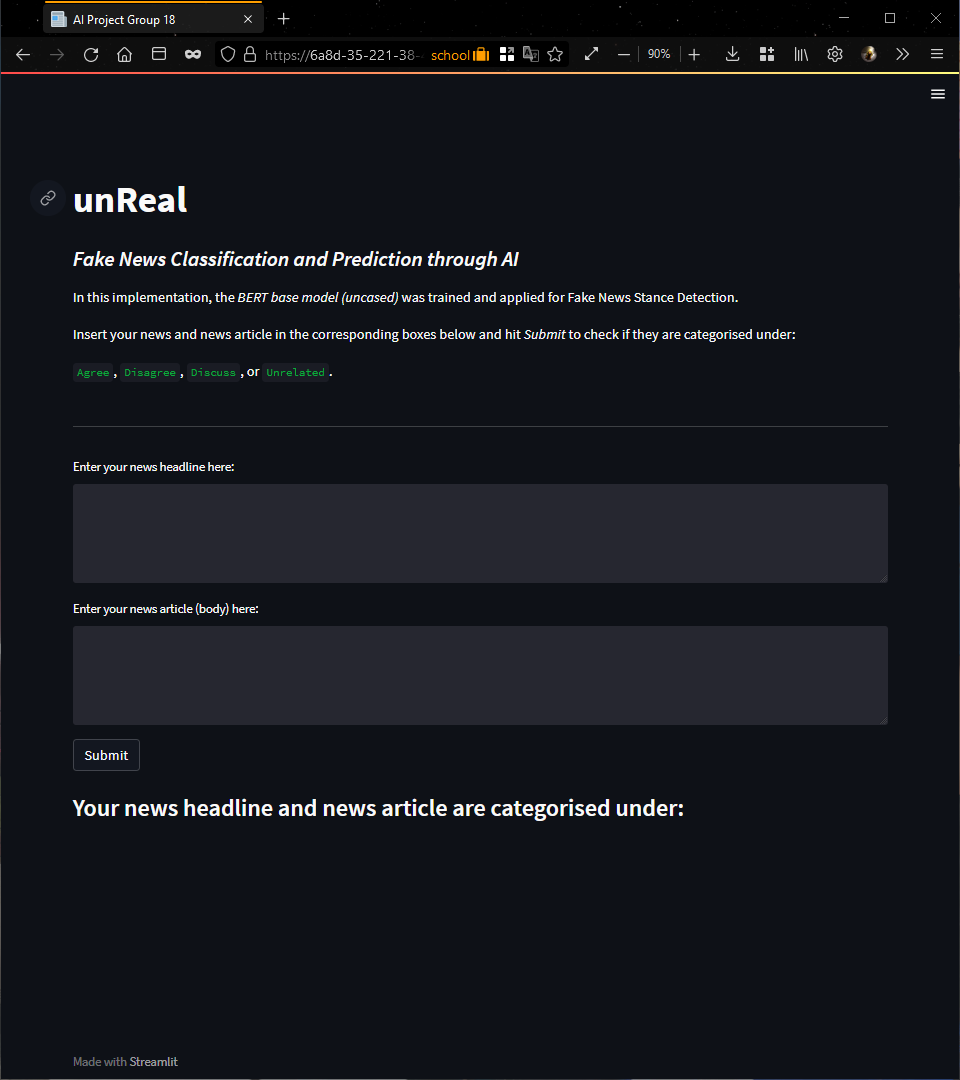 AI Project Group 18
https://6a8d-35-221-38- school
90%
unReal
Fake News Classification and Prediction through AI
In this implementation, the BERT base model (uncased) was trained and applied for Fake News Stance Detection.
Insert your news and news article in the corresponding boxes below and hit Submit to check if they are categorised under:
Agree, Disagree, Discuss, or Unrelated.
Enter your news headline here:
Enter your news article (body) here:
Submit
Your news headline and news article are categorised under:
Made with Streamlit